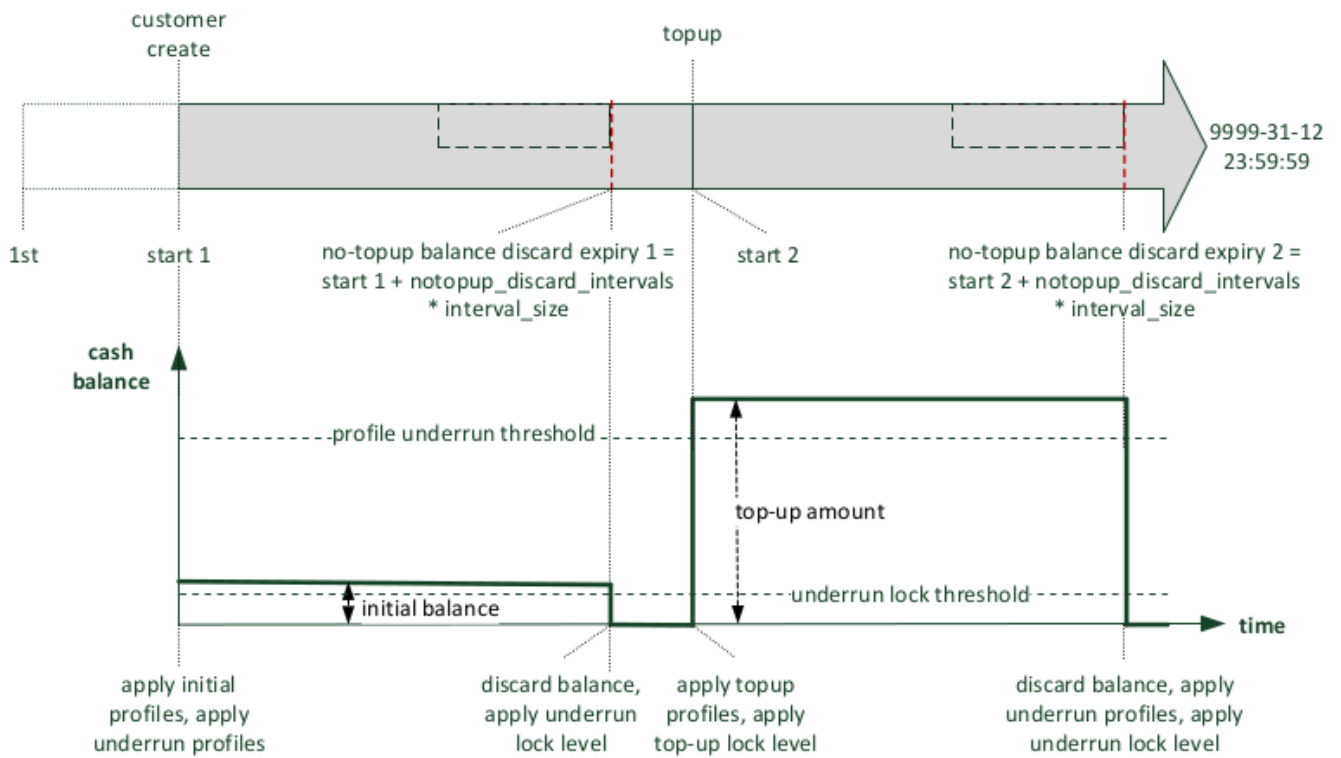 customer
create
topup
9999-31-12
23:59:59
1st
start 1
no-topup balance discard expiry 1 =
start 1 + notopup_discard_intervals
* interval_size
start 2
no-topup balance discard expiry 2 =
start 2 + notopup_discard_intervals
* interval_size
cash
balance
profile underrun threshold
top-up amount
underrun lock threshold
initial balance
time
apply initial
profiles, apply
underrun profiles
discard balance,
apply underrun
lock level
apply topup
profiles, apply
top-up lock level
discard balance, apply
underrun profiles, apply
underrun lock level